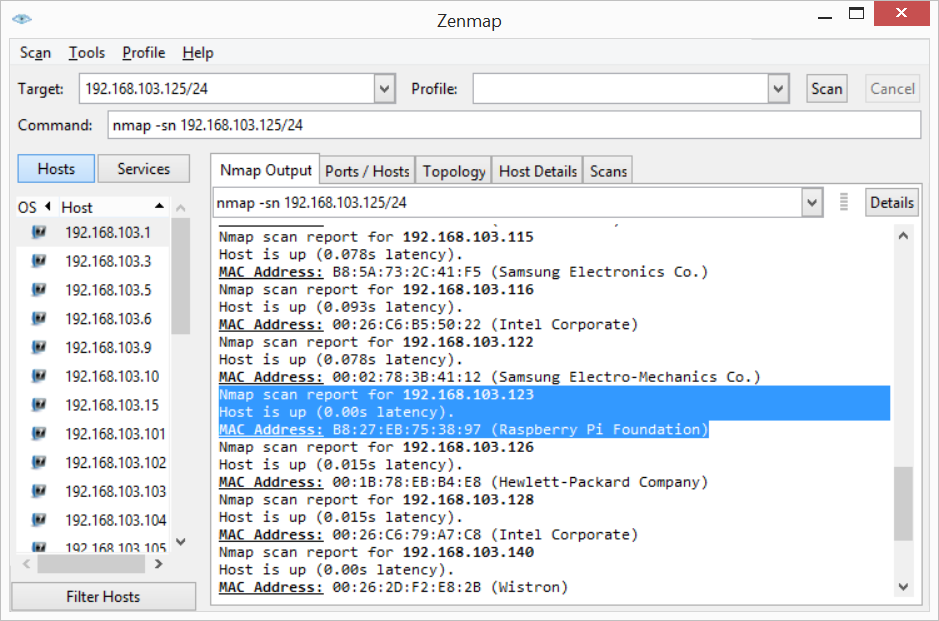 Zenmap
Scan Tools Profile Help
Target: 192.168.103.125/24 Profile: Scan Cancel
Command: nmap -sn 192.168.103.125/24
Hosts Services
OS Host
192.168.103.1
192.168.103.3
192.168.103.5
192.168.103.6
192.168.103.9
192.168.103.10
192.168.103.15
192.168.103.101
192.168.103.102
192.168.103.103
192.168.103.104
192.168.103.105
Filter Hosts
Nmap Output Ports / Hosts Topology Host Details Scans
nmap -sn 192.168.103.125/24 Details
Nmap scan report for 192.168.103.115
Host is up (0.078s latency).
MAC Address: B8:5A:73:2C:41:F5 (Samsung Electronics Co.)
Nmap scan report for 192.168.103.116
Host is up (0.093s latency).
MAC Address: 00:26:C6:B5:50:22 (Intel Corporate)
Nmap scan report for 192.168.103.122
Host is up (0.078s latency).
MAC Address: 00:02:78:3B:41:12 (Samsung Electro-Mechanics Co.)
Nmap scan report for 192.168.103.123
Host is up (0.00s latency).
MAC Address: B8:27:EB:75:38:97 (Raspberry Pi Foundation)
Nmap scan report for 192.168.103.126
Host is up (0.015s latency).
MAC Address: 00:1B:78:EB:B4:E8 (Hewlett-Packard Company)
Nmap scan report for 192.168.103.128
Host is up (0.015s latency).
MAC Address: 00:26:C6:79:A7:C8 (Intel Corporate)
Nmap scan report for 192.168.103.140
Host is up (0.00s latency).
MAC Address: 00:26:2D:F2:E8:2B (Wistron)